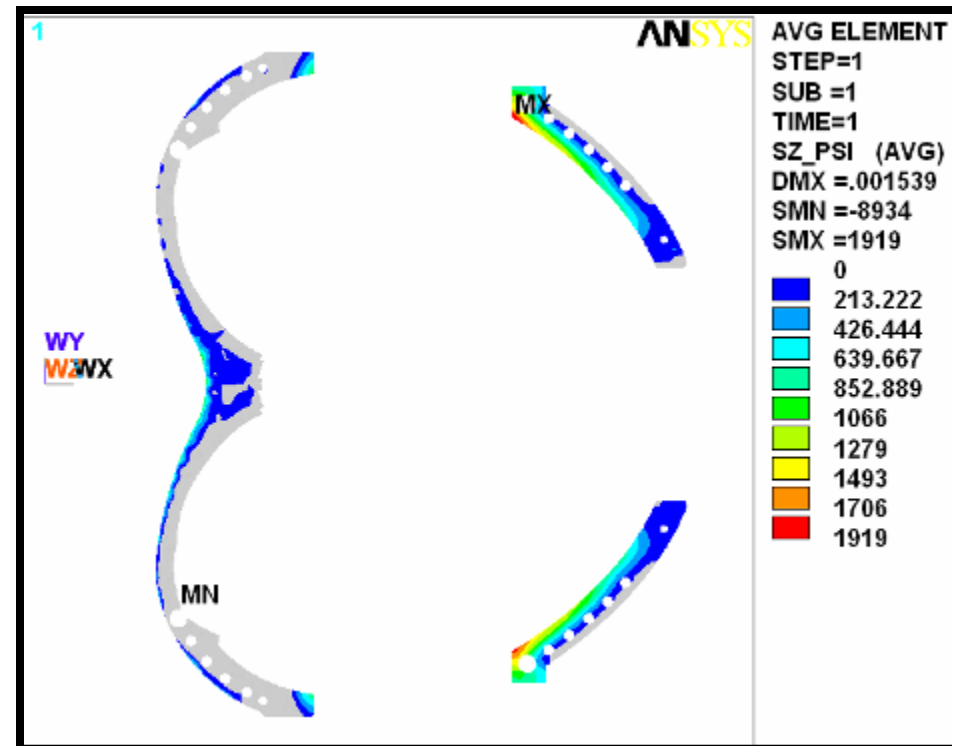 1
ANSYS
AVG ELEMENT
STEP=1
SUB =1
TIME=1
SZ_PSI (AVG)
DMX =.001539
SMN =-8934
SMX =1919
0
213.222
426.444
639.667
852.889
1066
1279
1493
1706
1919
MX
WY
WZWX
MN